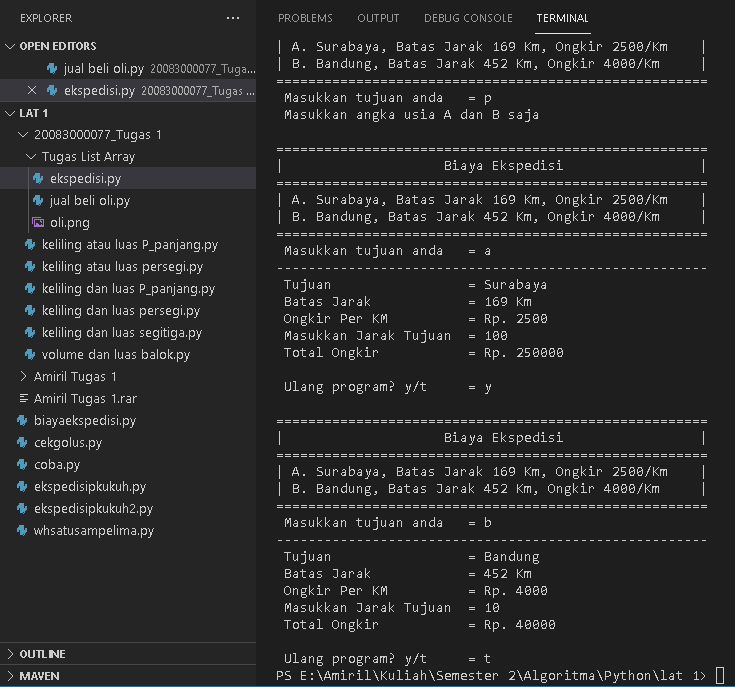 EXPLORER ...
OPEN EDITORS
jual beli oli.py 20083000077_Tuga...
ekspedisi.py 20083000077_Tugas ...
LAT 1
20083000077_Tugas 1
Tugas List Array
ekspedisi.py
jual beli oli.py
oli.png
keliling atau luas P_panjang.py
keliling atau luas persegi.py
keliling dan luas P_panjang.py
keliling dan luas persegi.py
keliling dan luas segitiga.py
volume dan luas balok.py
Amiril Tugas 1
Amiril Tugas 1.rar
biayaekspedisi.py
cekgolus.py
coba.py
ekspedisipkukuh.py
ekspedisipkukuh2.py
whsatusampelima.py
OUTLINE
MAVEN
PROBLEMS OUTPUT DEBUG CONSOLE TERMINAL
| A. Surabaya, Batas Jarak 169 Km, Ongkir 2500/Km    |
| B. Bandung, Batas Jarak 452 Km, Ongkir 4000/Km     |
======================================================
 Masukkan tujuan anda   = p
 Masukkan angka usia A dan B saja
======================================================
|                    Biaya Ekspedisi                 |
======================================================
| A. Surabaya, Batas Jarak 169 Km, Ongkir 2500/Km    |
| B. Bandung, Batas Jarak 452 Km, Ongkir 4000/Km     |
======================================================
 Masukkan tujuan anda   = a
------------------------------------------------------
 Tujuan                 = Surabaya
 Batas Jarak            = 169 Km
 Ongkir Per KM          = Rp. 2500
 Masukkan Jarak Tujuan  = 100
 Total Ongkir           = Rp. 250000
 Ulang program? y/t     = y
======================================================
|                    Biaya Ekspedisi                 |
======================================================
| A. Surabaya, Batas Jarak 169 Km, Ongkir 2500/Km    |
| B. Bandung, Batas Jarak 452 Km, Ongkir 4000/Km     |
======================================================
 Masukkan tujuan anda   = b
------------------------------------------------------
 Tujuan                 = Bandung
 Batas Jarak            = 452 Km
 Ongkir Per KM          = Rp. 4000
 Masukkan Jarak Tujuan  = 10
 Total Ongkir           = Rp. 40000
 Ulang program? y/t     = t
PS E:\Amiril\Kuliah\Semester 2\Algoritma\Python\lat 1>